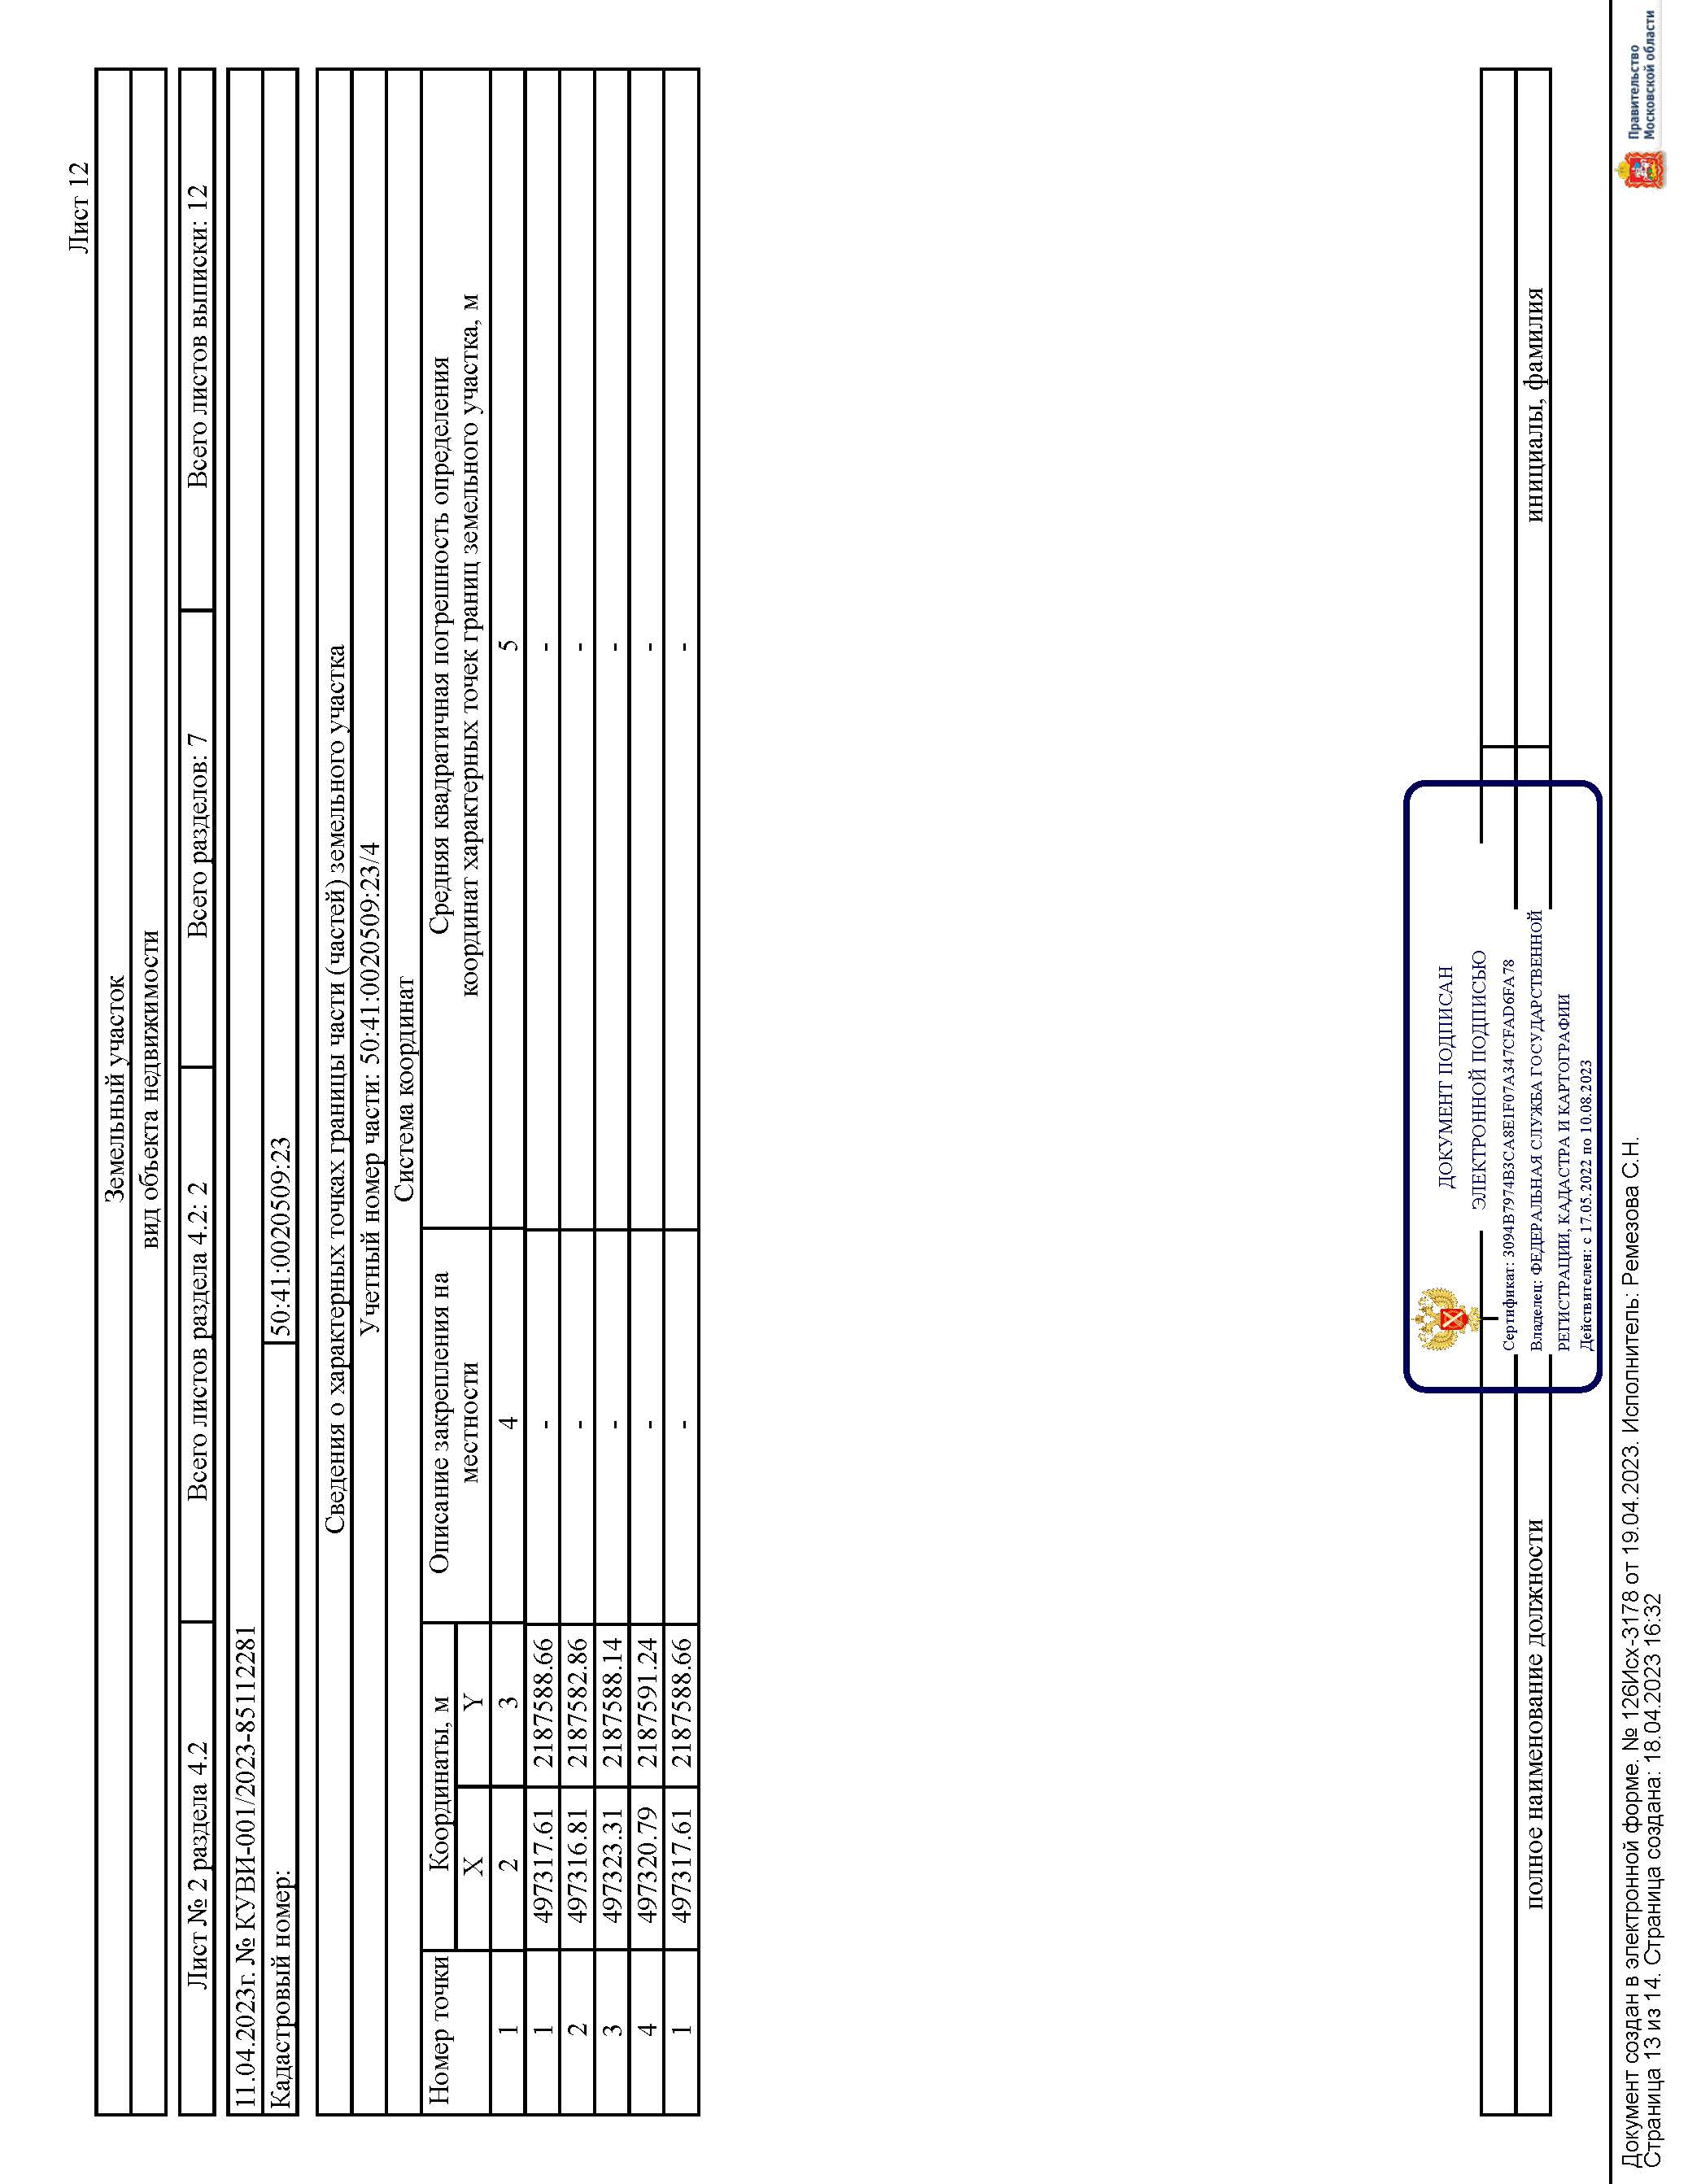 Лист 12
Земельный участок
вид объекта недвижимости
Лист № 2 раздела 4.2 Всего листов раздела 4.2: 2 Всего разделов: 7 Всего листов выписки: 12
11.04.2023г. № КУВИ-001/2023-85112281
Кадастровый номер: 50:41:0020509:23
Сведения о характерных точках границы части (частей) земельного участка
Учетный номер части: 50:41:0020509:23/4
Система координат
Номер точки Координаты, м Описание закрепления на местности Средняя квадратичная погрешность определения
координат характерных точек границ земельного участка, м
X Y
1 2 3 4 5
1 497317.61 2187588.66 - -
2 497316.81 2187582.86 - -
3 497323.31 2187588.14 - -
4 497320.79 2187591.24 - -
1 497317.61 2187588.66 - -
ДОКУМЕНТ ПОДПИСАН
ЭЛЕКТРОННОЙ ПОДПИСЬЮ
Сертификат: 3094B7974B3CA8E1F07A347CFAD6FA78
Владелец: ФЕДЕРАЛЬНАЯ СЛУЖБА ГОСУДАРСТВЕННОЙ
РЕГИСТРАЦИИ, КАДАСТРА И КАРТОГРАФИИ
Действителен: с 17.05.2022 по 10.08.2023
полное наименование должности инициалы, фамилия
Документ создан в электронной форме. № 126Исх-3178 от 19.04.2023. Исполнитель: Ремезова С.Н.
Страница 13 из 14. Страница создана: 18.04.2023 16:32
Правительство
Московской области